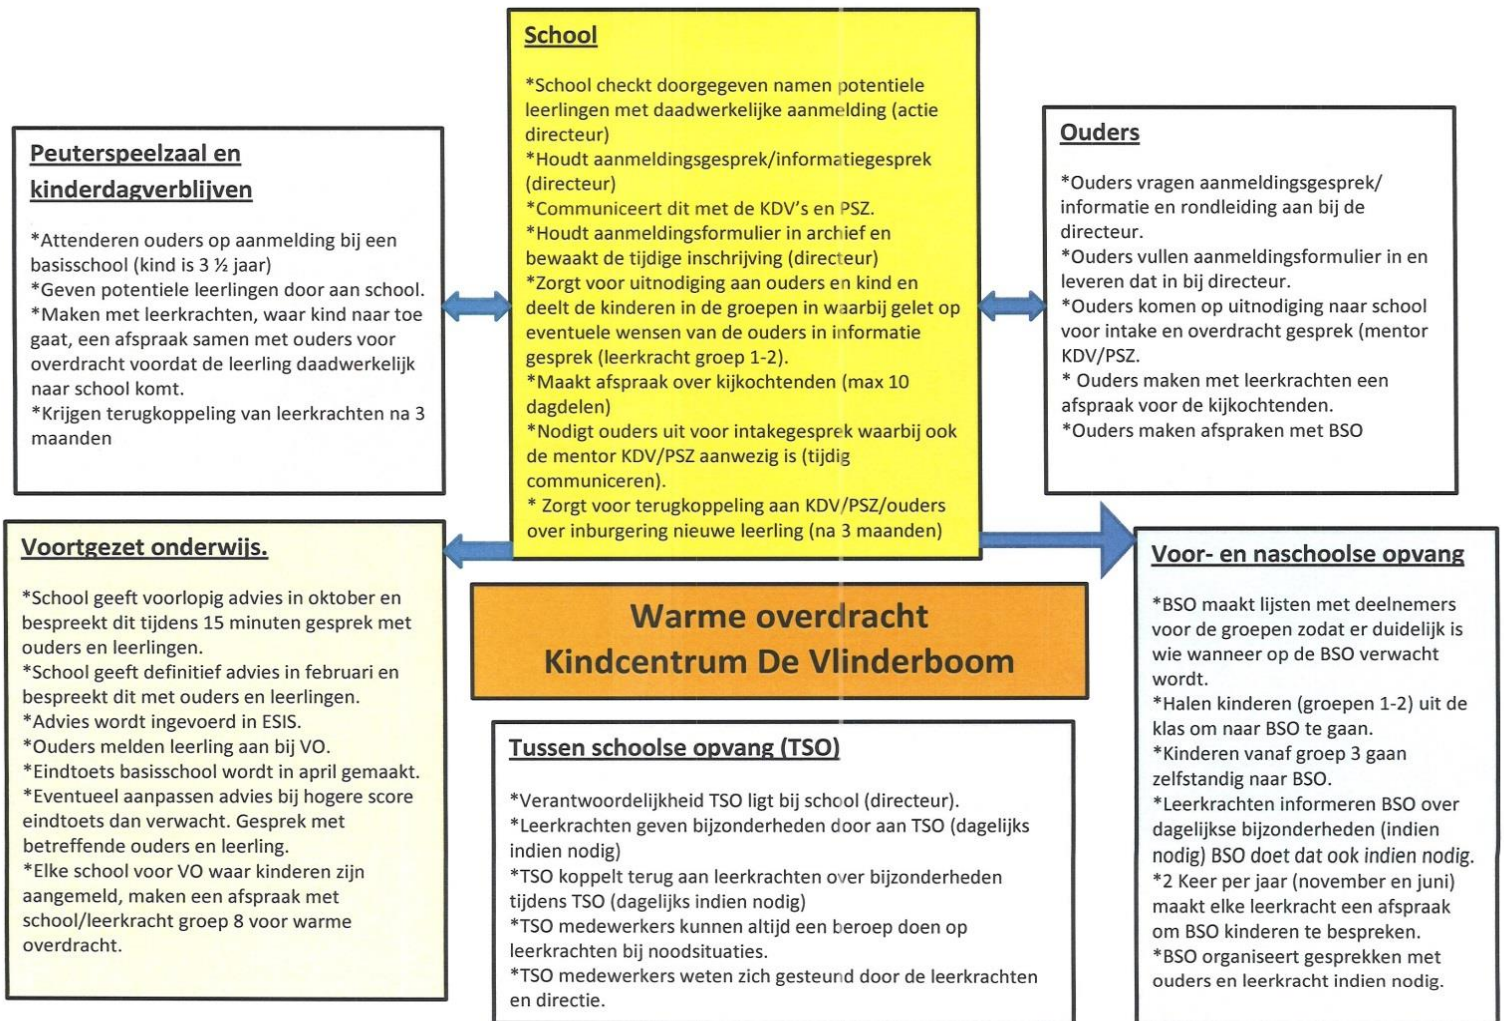 School
*School checkt doorgegeven namen potentiele
leerlingen met daadwerkelijke aanmelding (actie
directeur)
*Houdt aanmeldingsgesprek/informatiegesprek
(directeur)
*Communiceert dit met de KDV's en PSZ.
*Houdt aanmeldingsformulier in archief en
bewaakt de tijdige inschrijving (directeur)
*Zorgt voor uitnodiging aan ouders en kind en
deelt de kinderen in de groepen in waarbij gelet op
eventuele wensen van de ouders in informatie
gesprek (leerkracht groep 1-2).
*Maakt afspraak over kijkochtenden (max 10
dagdelen)
*Nodigt ouders uit voor intakegesprek waarbij ook
de mentor KDV/PSZ aanwezig is (tijdig
communiceren).
* Zorgt voor terugkoppeling aan KDV/PSZ/ouders
over inburgering nieuwe leerling (na 3 maanden)
Peuterspeelzaal en
kinderdagverblijven
*Attenderen ouders op aanmelding bij een
basisschool (kind is 3 ½ jaar)
*Geven potentiele leerlingen door aan school.
*Maken met leerkrachten, waar kind naar toe
gaat, een afspraak samen met ouders voor
overdracht voordat de leerling daadwerkelijk
naar school komt.
*Krijgen terugkoppeling van leerkrachten na 3
maanden
Ouders
*Ouders vragen aanmeldingsgesprek/
informatie en rondleiding aan bij de
directeur.
*Ouders vullen aanmeldingsformulier in en
leveren dat in bij directeur.
*Ouders komen op uitnodiging naar school
voor intake en overdracht gesprek (mentor
KDV/PSZ.
* Ouders maken met leerkrachten een
afspraak voor de kijkochtenden.
*Ouders maken afspraken met BSO
Voortgezet onderwijs.
*School geeft voorlopig advies in oktober en
bespreekt dit tijdens 15 minuten gesprek met
ouders en leerlingen.
*School geeft definitief advies in februari en
bespreekt dit met ouders en leerlingen.
*Advies wordt ingevoerd in ESIS.
*Ouders melden leerling aan bij VO.
*Eindtoets basisschool wordt in april gemaakt.
*Eventueel aanpassen advies bij hogere score
eindtoets dan verwacht. Gesprek met
betreffende ouders en leerling.
*Elke school voor VO waar kinderen zijn
aangemeld, maken een afspraak met
school/leerkracht groep 8 voor warme
overdracht.
Warme overdracht
Kindcentrum De Vlinderboom
Tussen schoolse opvang (TSO)
*Verantwoordelijkheid TSO ligt bij school (directeur).
*Leerkrachten geven bijzonderheden door aan TSO (dagelijks
indien nodig)
*TSO koppelt terug aan leerkrachten over bijzonderheden
tijdens TSO (dagelijks indien nodig)
*TSO medewerkers kunnen altijd een beroep doen op
leerkrachten bij noodsituaties.
*TSO medewerkers weten zich gesteund door de leerkrachten
en directie.
Voor- en naschoolse opvang
*BSO maakt lijsten met deelnemers
voor de groepen zodat er duidelijk is
wie wanneer op de BSO verwacht
wordt.
*Halen kinderen (groepen 1-2) uit de
klas om naar BSO te gaan.
*Kinderen vanaf groep 3 gaan
zelfstandig naar BSO.
*Leerkrachten informeren BSO over
dagelijkse bijzonderheden (indien
nodig) BSO doet dat ook indien nodig.
*2 Keer per jaar (november en juni)
maakt elke leerkracht een afspraak
om BSO kinderen te bespreken.
*BSO organiseert gesprekken met
ouders en leerkracht indien nodig.